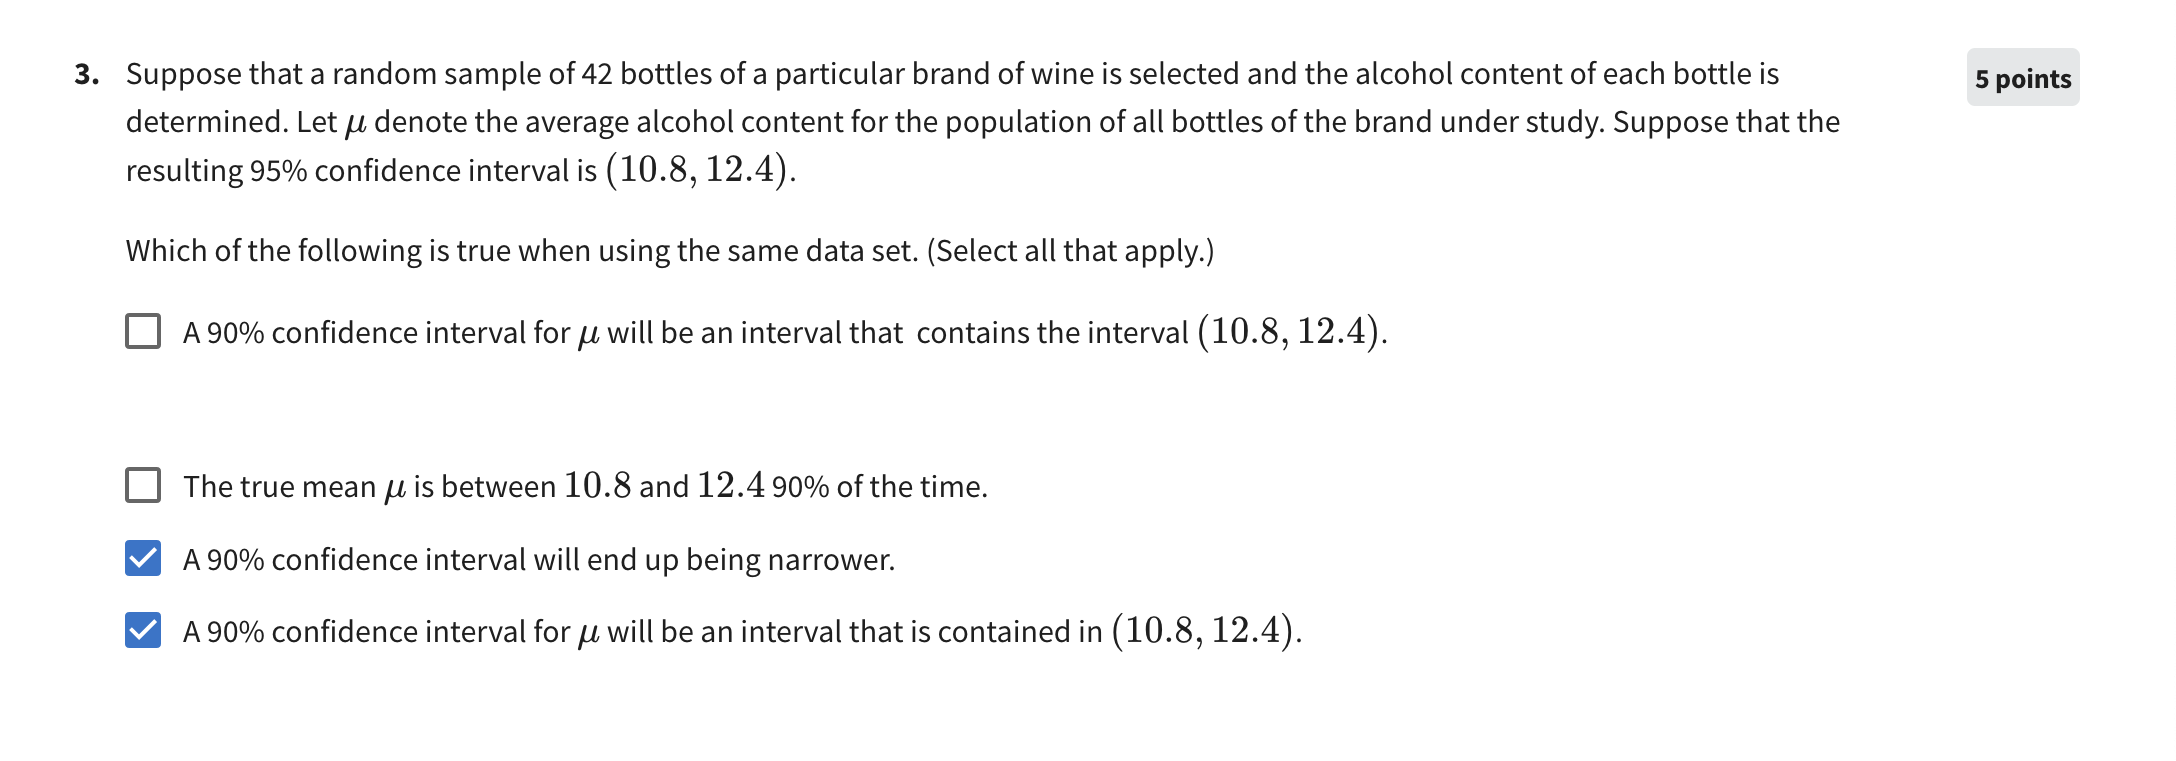 3. Suppose that a random sample of 42 bottles of a particular brand of wine is selected and the alcohol content of each bottle is
5 points
determined. Let μ denote the average alcohol content for the population of all bottles of the brand under study. Suppose that the
resulting 95% confidence interval is (10.8, 12.4).
Which of the following is true when using the same data set. (Select all that apply.)
A 90% confidence interval for μ will be an interval that contains the interval (10.8, 12.4).
The true mean μ is between 10.8 and 12.4 90% of the time.
A 90% confidence interval will end up being narrower.
A 90% confidence interval for μ will be an interval that is contained in (10.8, 12.4).